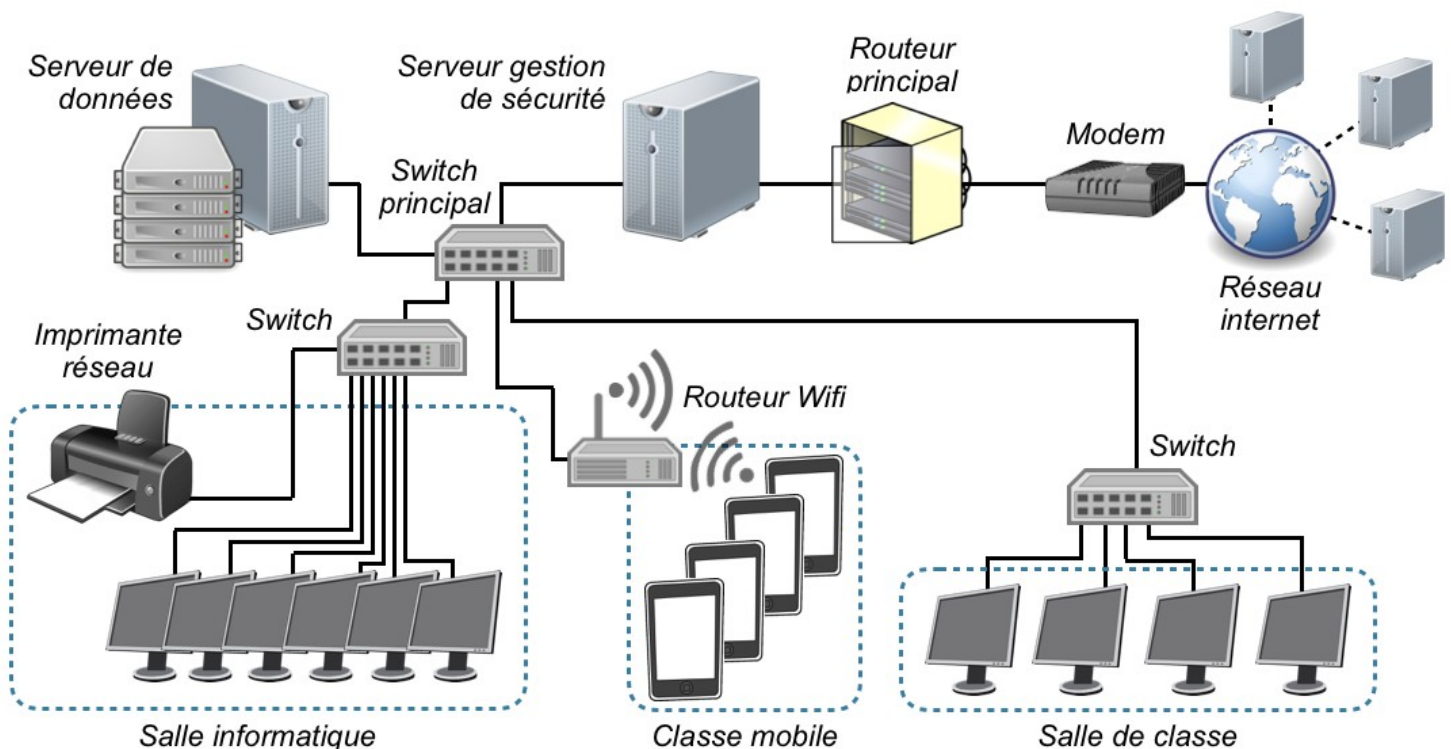 Serveur de
données
Serveur gestion
de sécurité
Routeur
principal
Modem
Switch
principal
Réseau
internet
Imprimante
réseau
Switch
Routeur Wifi
Switch
Salle informatique
Classe mobile
Salle de classe